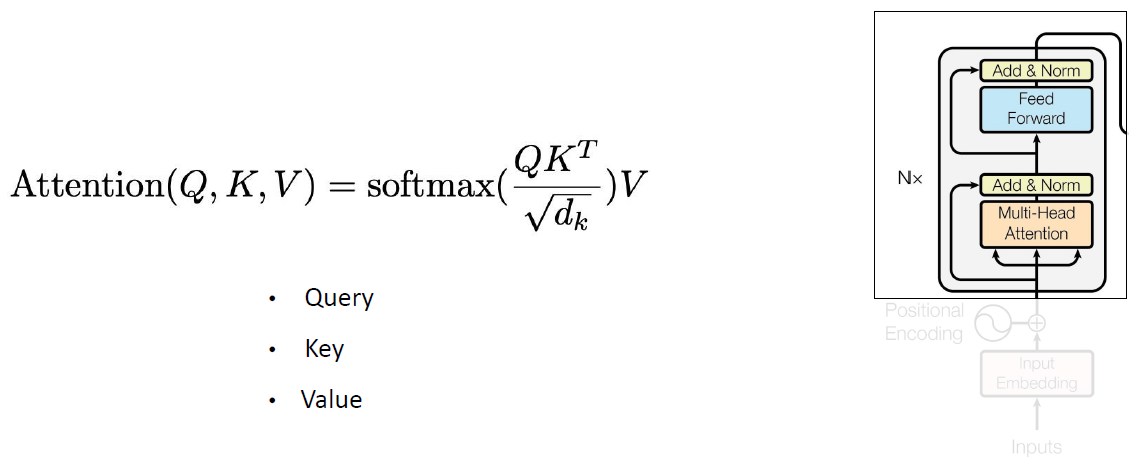 Attention(Q, K, V) = softmax(QK^T / √d_k)V
• Query
• Key
• Value
Add & Norm
Feed
Forward
N×
Add & Norm
Multi-Head
Attention
Positional
Encoding
Input
Embedding
Inputs